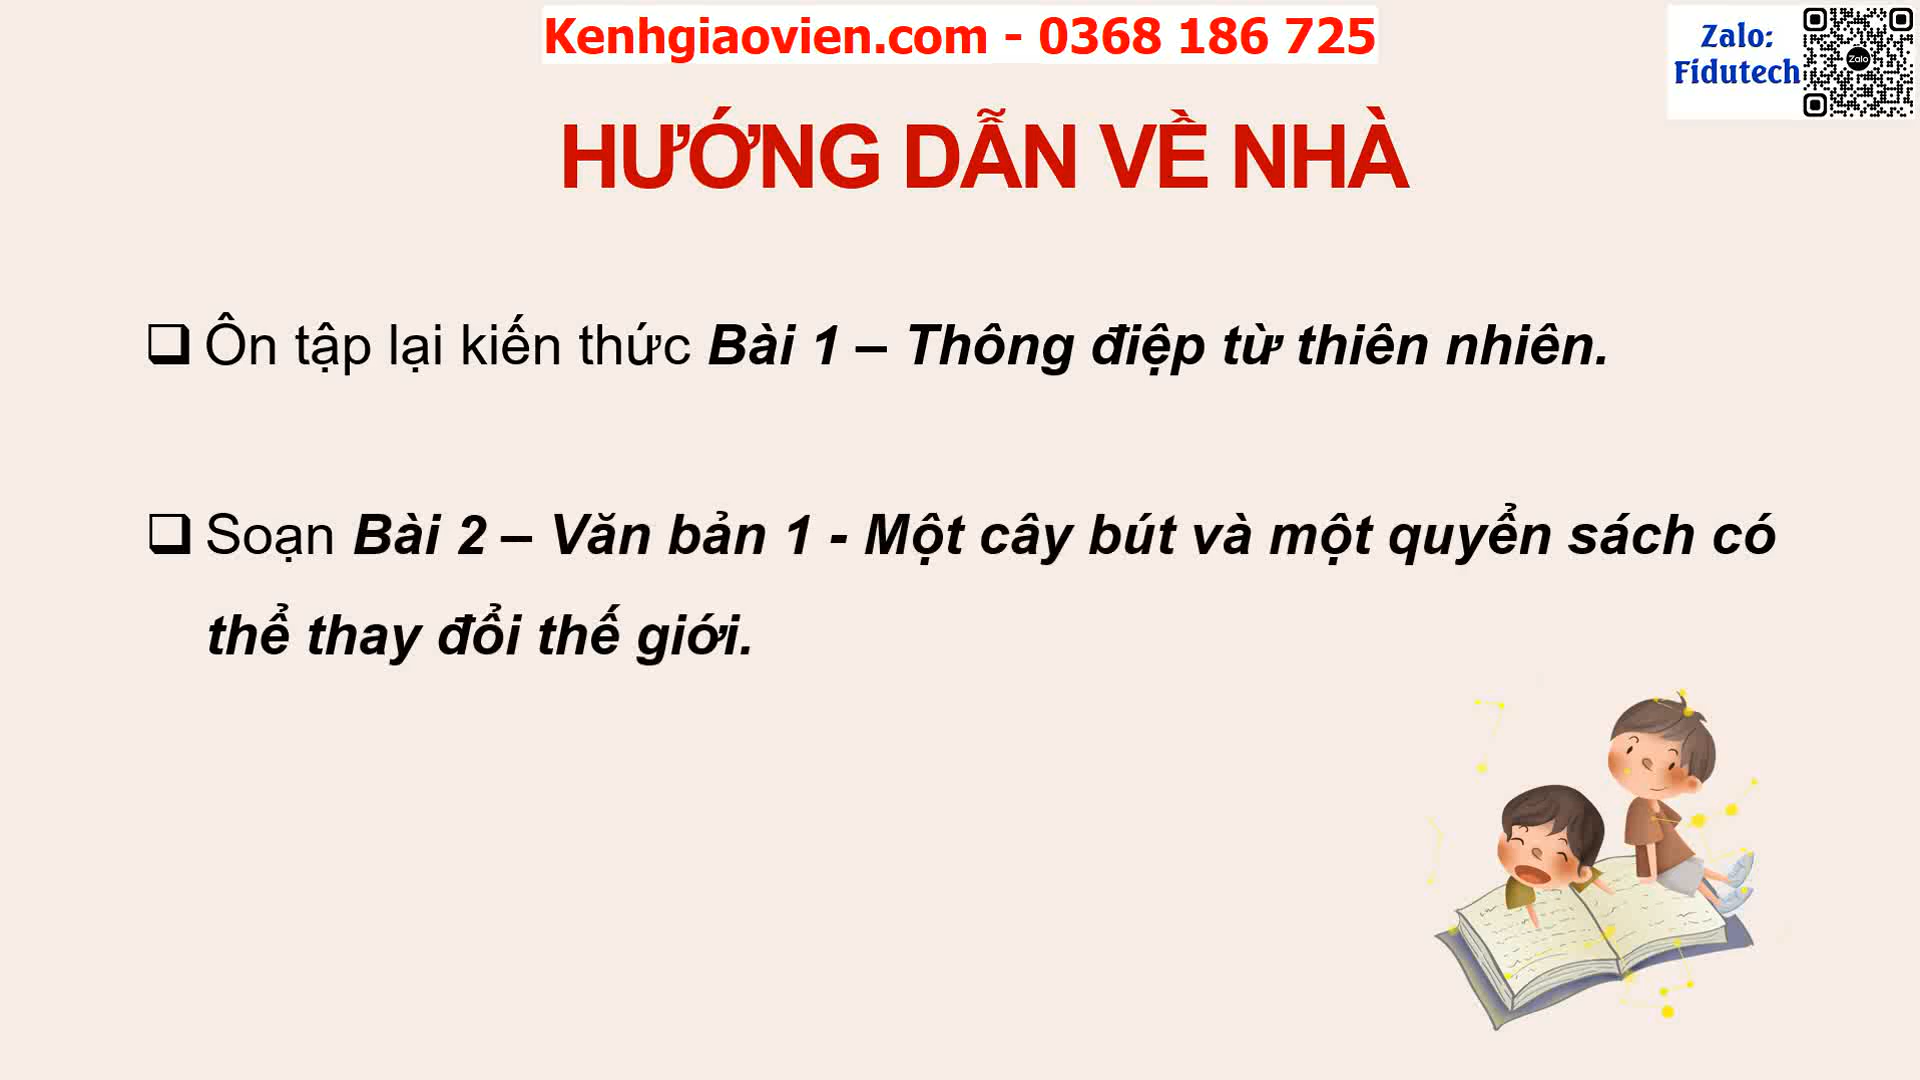 Kenhgiaovien.com - 0368 186 725
Zalo:
Fidutech
Zalo
HƯỚNG DẪN VỀ NHÀ
Ôn tập lại kiến thức Bài 1 – Thông điệp từ thiên nhiên.
Soạn Bài 2 – Văn bản 1 - Một cây bút và một quyển sách có
thể thay đổi thế giới.